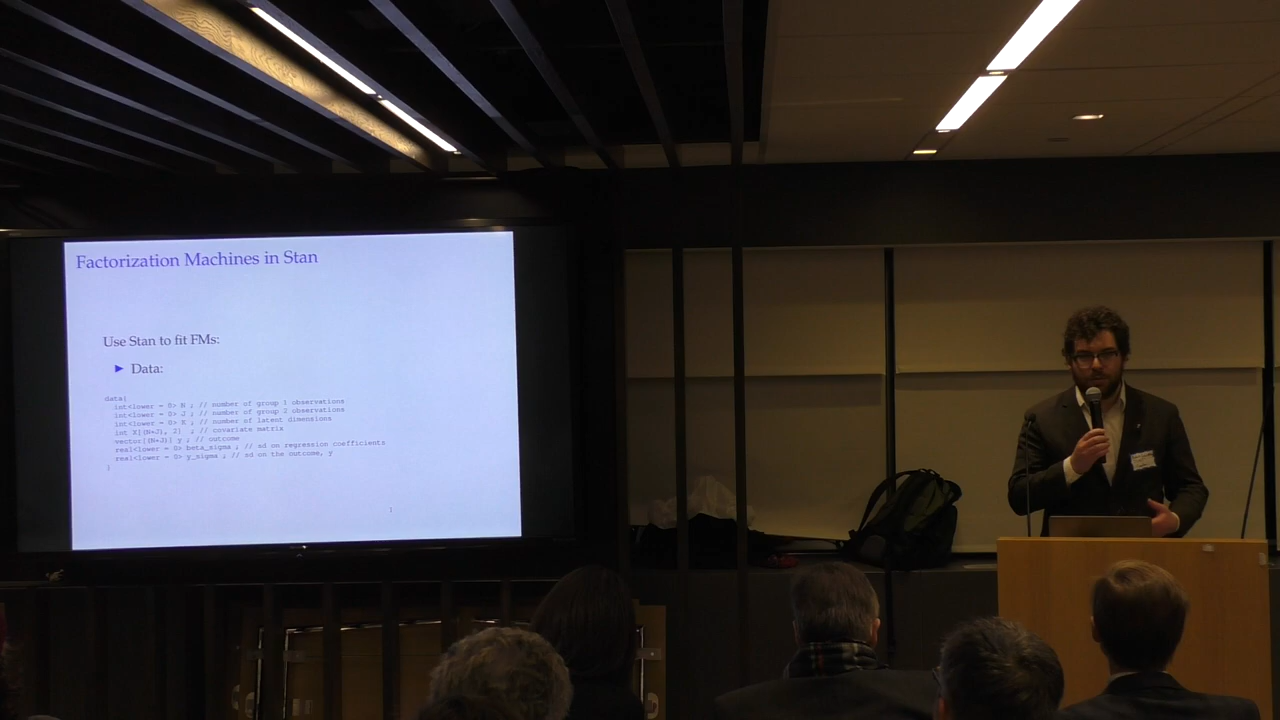 Factorization Machines in Stan
Use Stan to fit FMs:
► Data:
data{
int<lower = 0> N ; // number of group 1 observations
int<lower = 0> J ; // number of group 2 observations
int<lower = 0> K ; // number of latent dimensions
int X[(N*J), 2] ; // covariate matrix
vector[(N*J)] y ; // outcome
real<lower = 0> beta_sigma ; // sd on regression coefficients
real<lower = 0> y_sigma ; // sd on the outcome, y
}